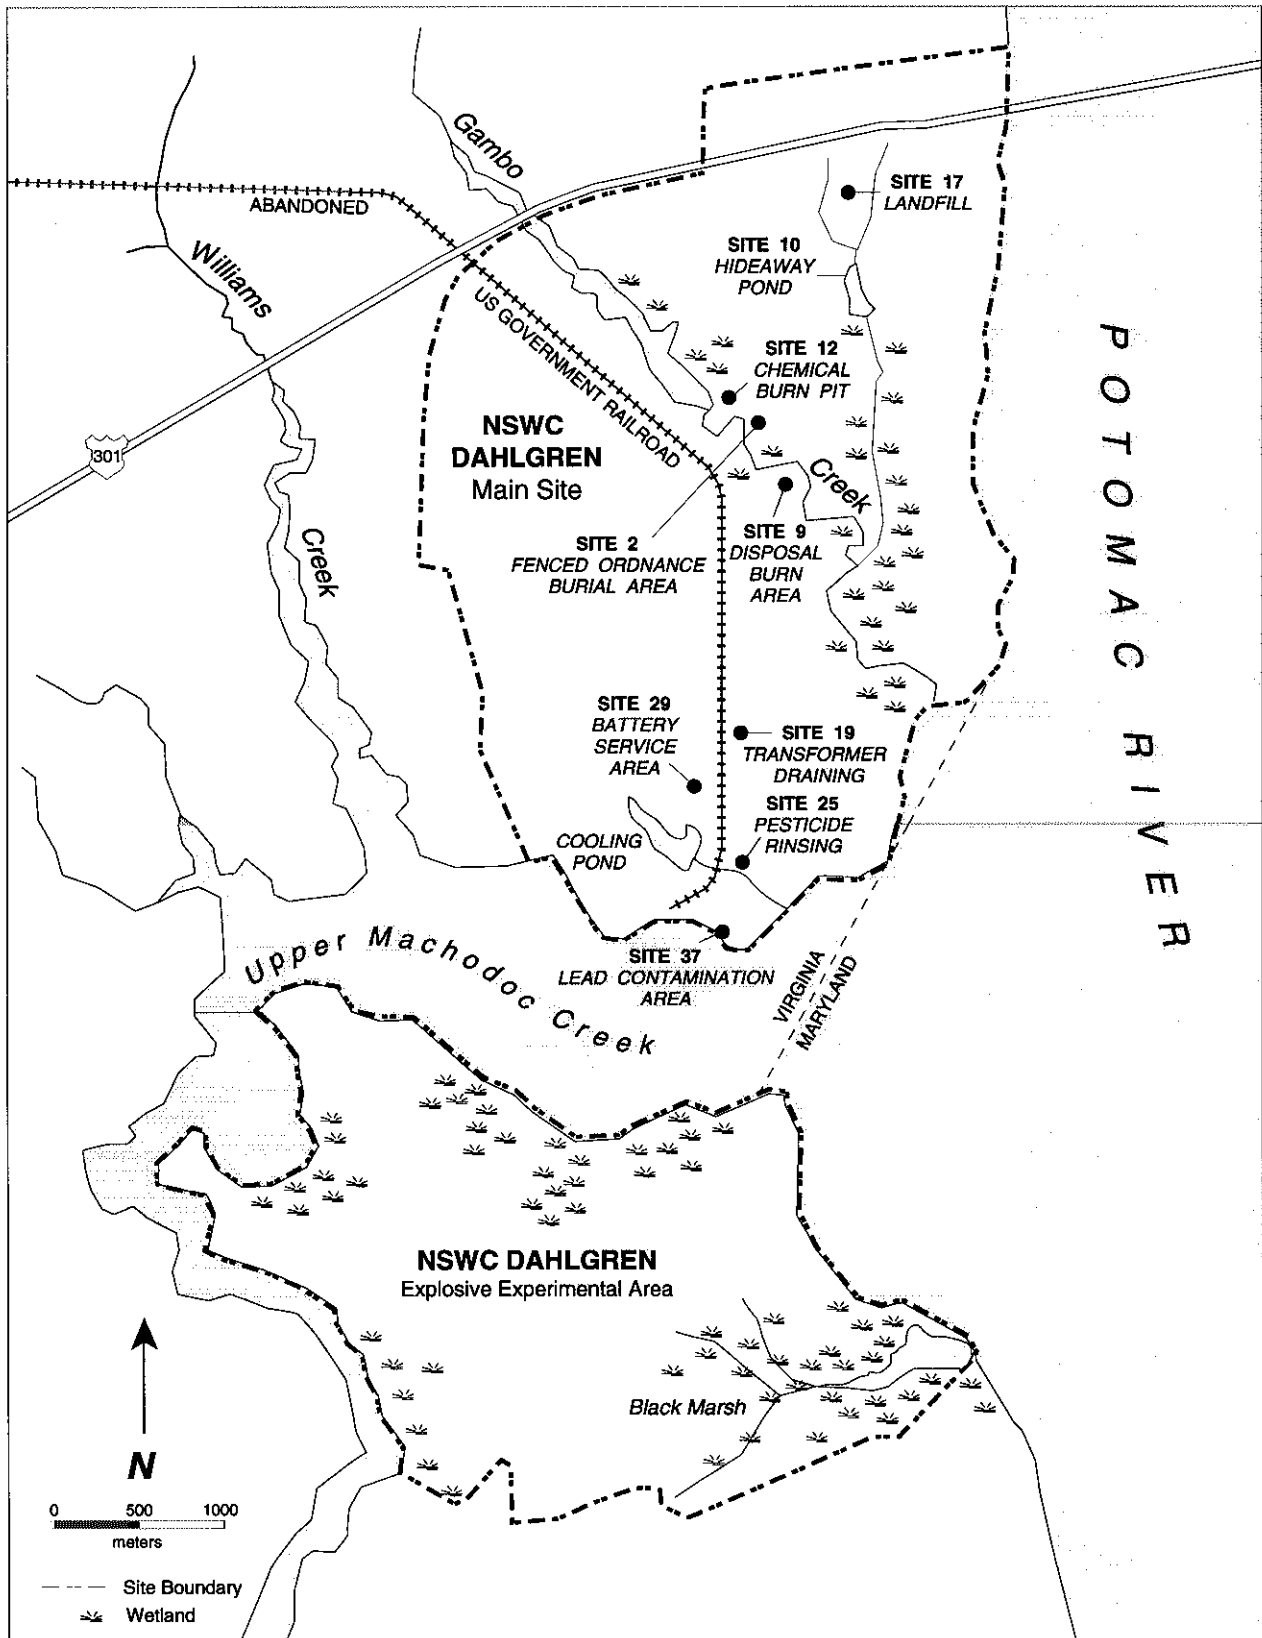 Gambo
SITE 17
LANDFILL
ABANDONED
SITE 10
HIDEAWAY
POND
Williams
US GOVERNMENT RAILROAD
SITE 12
CHEMICAL
BURN PIT
POTOMAC RIVER
NSWC
DAHLGREN
Main Site
301
Creek
Creek
SITE 2
FENCED ORDNANCE
BURIAL AREA
SITE 9
DISPOSAL
BURN
AREA
SITE 29
BATTERY
SERVICE
AREA
SITE 19
TRANSFORMER
DRAINING
SITE 25
PESTICIDE
RINSING
COOLING
POND
Upper Machodoc Creek
SITE 37
LEAD CONTAMINATION
AREA
VIRGINIA
MARYLAND
NSWC DAHLGREN
Explosive Experimental Area
Black Marsh
N
0 500 1000
meters
Site Boundary
Wetland